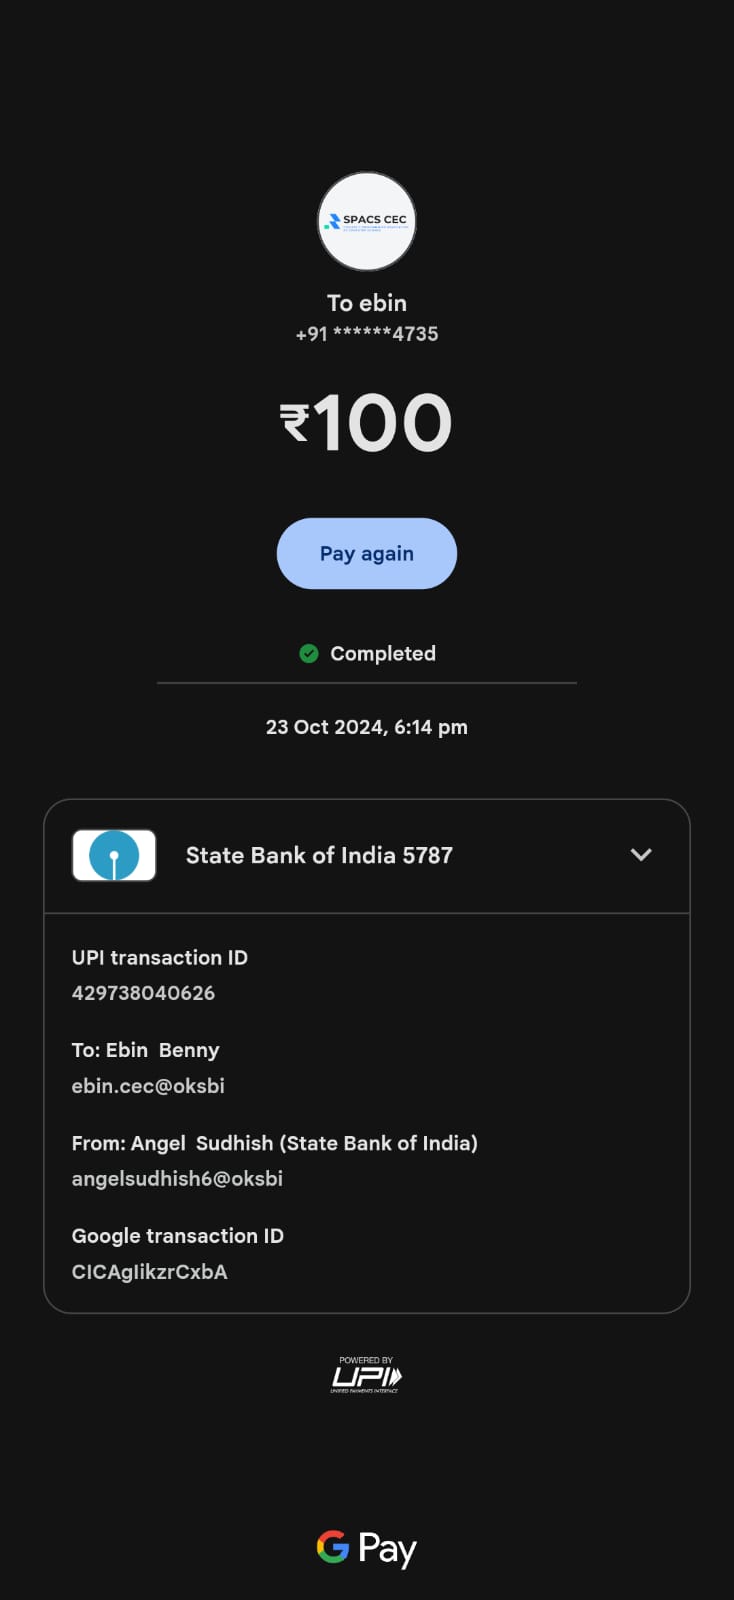 SPACS CEC
To ebin
+91 ******4735
₹100
Pay again
Completed
23 Oct 2024, 6:14 pm
State Bank of India 5787
UPI transaction ID
429738040626
To: Ebin  Benny
ebin.cec@oksbi
From: Angel  Sudhish (State Bank of India)
angelsudhish6@oksbi
Google transaction ID
CICAgIikzrCxbA
POWERED BY
UPI
UNIFIED PAYMENTS INTERFACE
G Pay